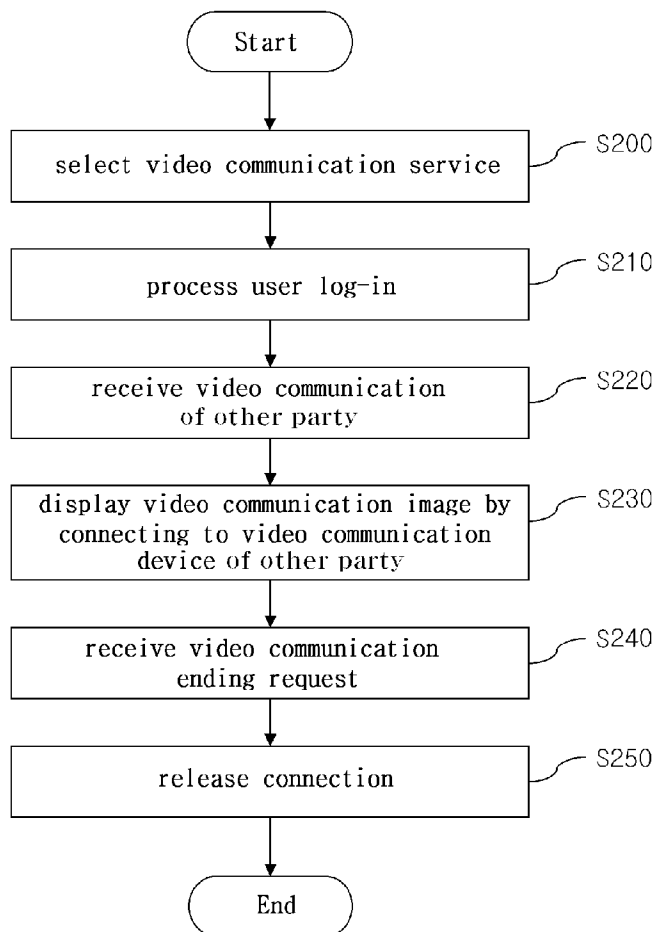 Start
select video communication service
S200
process user log-in
S210
receive video communication
of other party
S220
display video communication image by
connecting to video communication
device of other party
S230
receive video communication
ending request
S240
release connection
S250
End